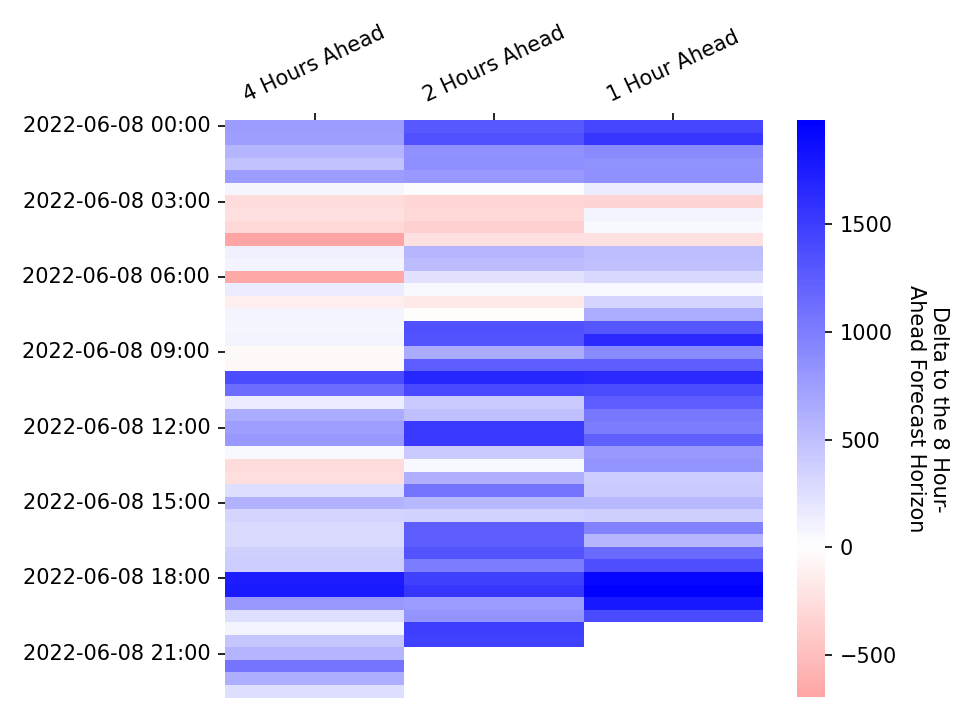 4 Hours Ahead
2 Hours Ahead
1 Hour Ahead
2022-06-08 00:00
2022-06-08 03:00
2022-06-08 06:00
2022-06-08 09:00
2022-06-08 12:00
2022-06-08 15:00
2022-06-08 18:00
2022-06-08 21:00
1500
1000
500
0
−500
Delta to the 8 Hour-
Ahead Forecast Horizon